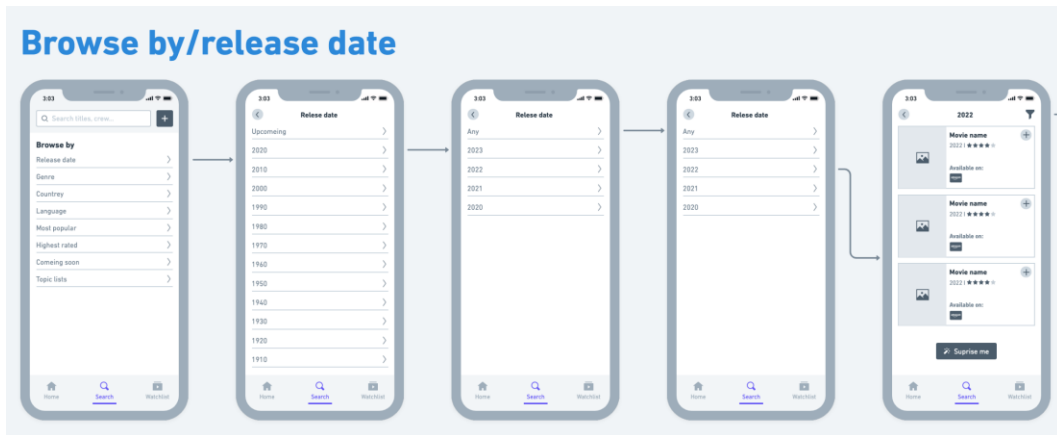 Browse by/release date
3:03
Search titles, crew...
Browse by
Release date
Genre
Countrey
Language
Most popular
Highest rated
Comeing soon
Topic lists
Home Search Watchlist
3:03
Relese date
Upcomeing
2020
2010
2000
1990
1980
1970
1960
1950
1940
1930
1920
1910
Home Search Watchlist
3:03
Relese date
Any
2023
2022
2021
2020
Home Search Watchlist
3:03
Relese date
Any
2023
2022
2021
2020
Home Search Watchlist
3:03
2022
Movie name
2022 | ★★★★★
Available on:
Movie name
2022 | ★★★★★
Available on:
Movie name
2022 | ★★★★★
Available on:
Suprise me
Home Search Watchlist